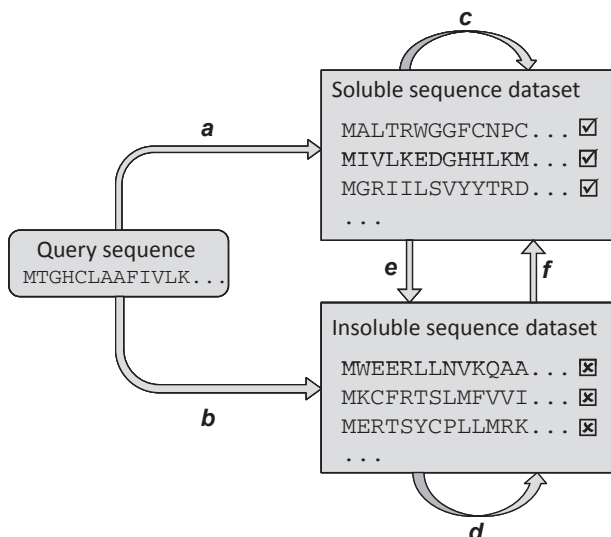 c
Soluble sequence dataset
MALTRWGGFCNPC... ☑
MIVLKEDGHHLKM... ☑
MGRIILSVYYTRD... ☑
...
a
Query sequence
MTGHCLAAFIVLK...
b
e
f
Insoluble sequence dataset
MWEERLLNVKQAA... ☒
MKCFRTSLMFVVI... ☒
MERTSYCPLLMRK... ☒
...
d